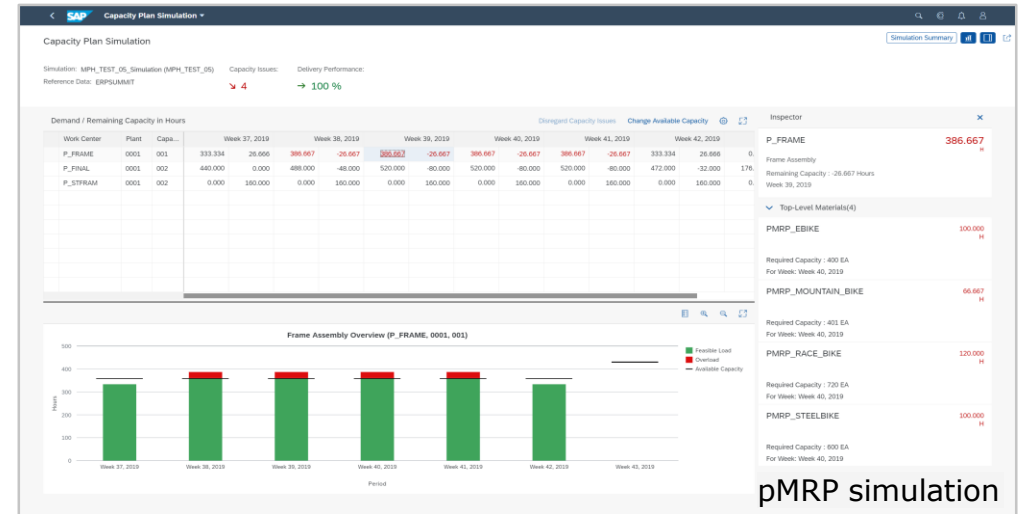 SAP Capacity Plan Simulation
Capacity Plan Simulation
Simulation Summary
Simulation: MPH_TEST_05_Simulation (MPH_TEST_05) Capacity Issues: Delivery Performance:
Reference Data: ERPSUMMIT 4 → 100 %
Demand / Remaining Capacity in Hours
Disregard Capacity Issues Change Available Capacity
Work Center Plant Capa... Week 37, 2019 Week 38, 2019 Week 39, 2019 Week 40, 2019 Week 41, 2019 Week 42, 2019
P_FRAME 0001 001 333.334 26.666 386.667 -26.667 386.667 -26.667 386.667 -26.667 386.667 -26.667 333.334 26.666 0.
P_FINAL 0001 002 440.000 0.000 488.000 -48.000 520.000 -80.000 520.000 -80.000 520.000 -80.000 472.000 -32.000 176.
P_STFRAM 0001 002 0.000 160.000 0.000 160.000 0.000 160.000 0.000 160.000 0.000 160.000 0.000 160.000 0.
Frame Assembly Overview (P_FRAME, 0001, 001)
500
400
300
200
100
0
Hours
Week 37, 2019 Week 38, 2019 Week 39, 2019 Week 40, 2019 Week 41, 2019 Week 42, 2019 Week 43, 2019
Period
Feasible Load
Overload
Available Capacity
Inspector
P_FRAME 386.667
H
Frame Assembly
Remaining Capacity : -26.667 Hours
Week 39, 2019
Top-Level Materials(4)
PMRP_EBIKE 100.000
H
Required Capacity : 400 EA
For Week: Week 40, 2019
PMRP_MOUNTAIN_BIKE 66.667
H
Required Capacity : 401 EA
For Week: Week 40, 2019
PMRP_RACE_BIKE 120.000
H
Required Capacity : 720 EA
For Week: Week 40, 2019
PMRP_STEELBIKE 100.000
H
Required Capacity : 600 EA
For Week: Week 40, 2019
pMRP simulation